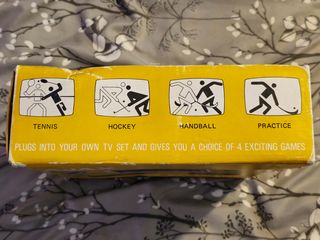 TENNIS HOCKEY HANDBALL PRACTICE
PLUGS INTO YOUR OWN TV SET AND GIVES YOU A CHOICE OF 4 EXCITING GAMES